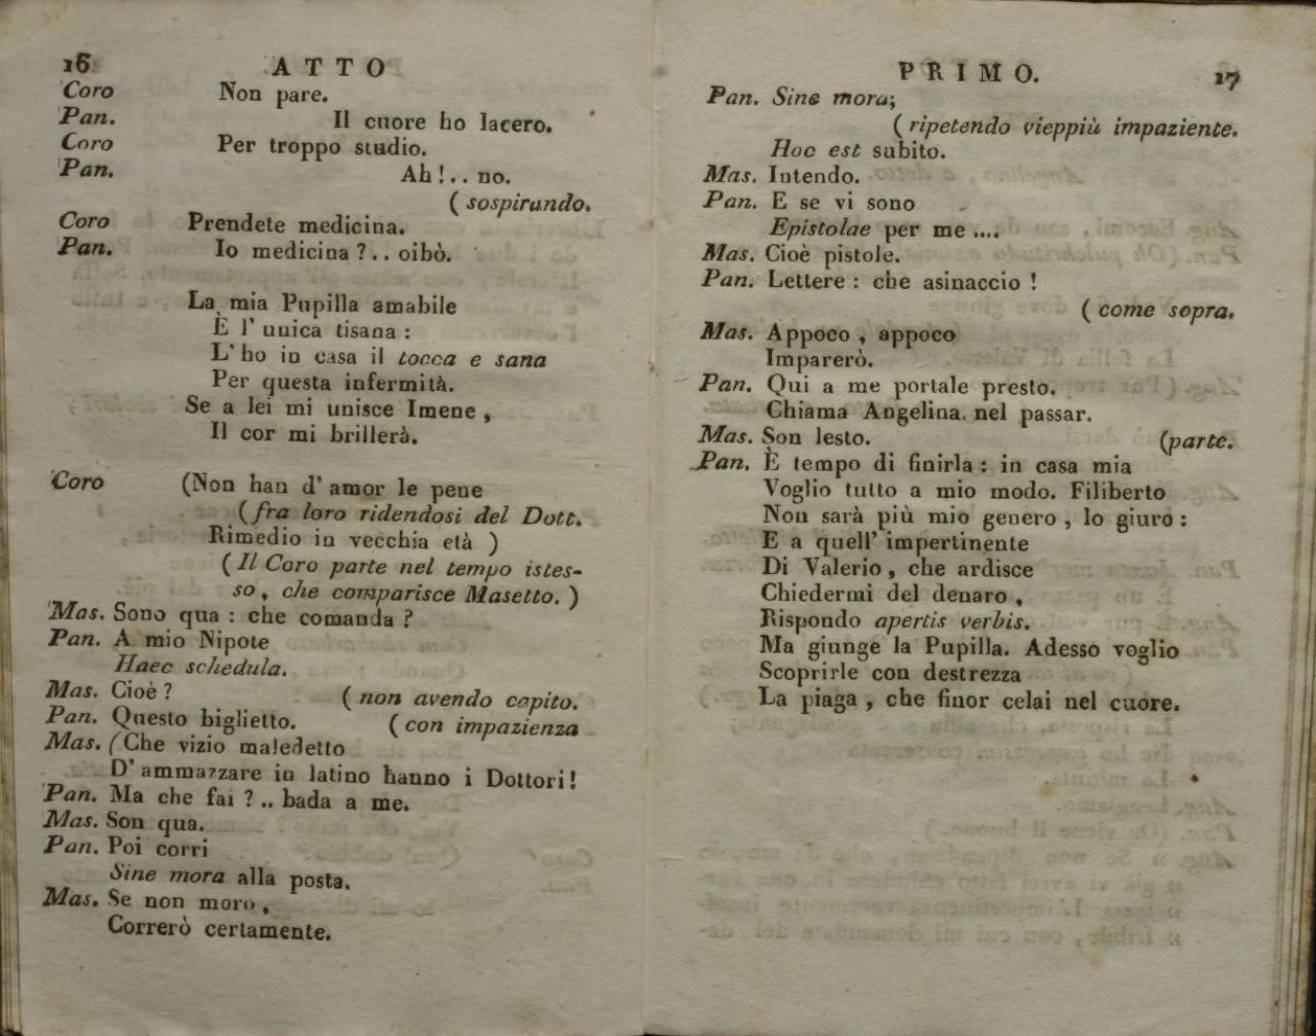 16 ATTO
Coro Non pare.
Pan. Il cuore ho lacero.
Coro Per troppo studio.
Pan. Ah!.. no.
( sospirando.
Coro Prendete medicina.
Pan. Io medicina?.. oibò.
La mia Pupilla amabile
È l' unica tisana :
L' ho in casa il tocca e sana
Per questa infermità.
Se a lei mi unisce Imene ,
Il cor mi brillerà.
Coro (Non han d' amor le pene
( fra loro ridendosi del Dott.
Rimedio in vecchia età )
( Il Coro parte nel tempo istes-
so , che comparisce Masetto. )
Mas. Sono qua : che comanda ?
Pan. A mio Nipote
Haec schedula.
Mas. Cioè ? ( non avendo capito.
Pan. Questo biglietto. ( con impazienza
Mas. (Che vizio maledetto
D' ammazzare in latino hanno i Dottori!
Pan. Ma che fai ?.. bada a me.
Mas. Son qua.
Pan. Poi corri
Sine mora alla posta.
Mas. Se non moro ,
Correrò certamente.
PRIMO. 17
Pan. Sine mora;
( ripetendo vieppiù impaziente.
Hoc est subito.
Mas. Intendo.
Pan. E se vi sono
Epistolae per me ....
Mas. Cioè pistole.
Pan. Lettere : che asinaccio !
( come sopra.
Mas. Appoco , appoco
Imparerò.
Pan. Qui a me portale presto.
Chiama Angelina. nel passar.
Mas. Son lesto. (parte.
Pan. È tempo di finirla : in casa mia
Voglio tutto a mio modo. Filiberto
Non sarà più mio genero , lo giuro :
E a quell' impertinente
Di Valerio , che ardisce
Chiedermi del denaro ,
Rispondo apertis verbis.
Ma giunge la Pupilla. Adesso voglio
Scoprirle con destrezza
La piaga , che finor celai nel cuore.